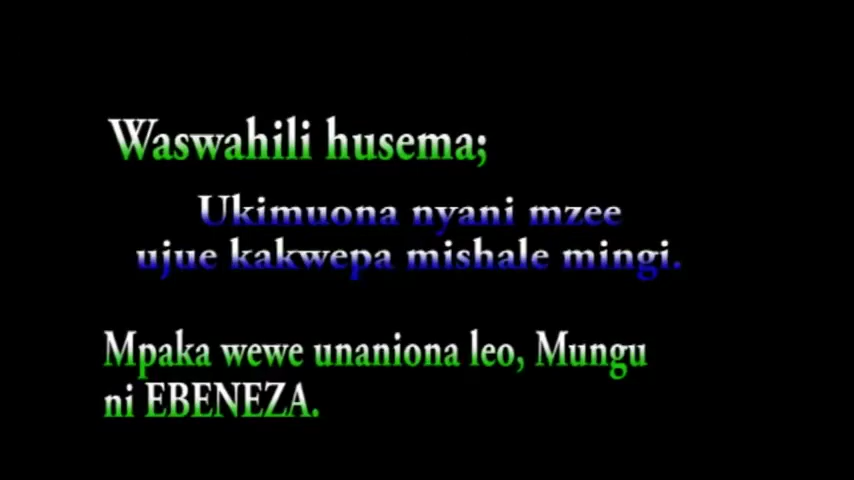 Waswahili husema;
Ukimuona nyani mzee
ujue kakwepa mishale mingi.
Mpaka wewe unaniona leo, Mungu
ni EBENEZA.